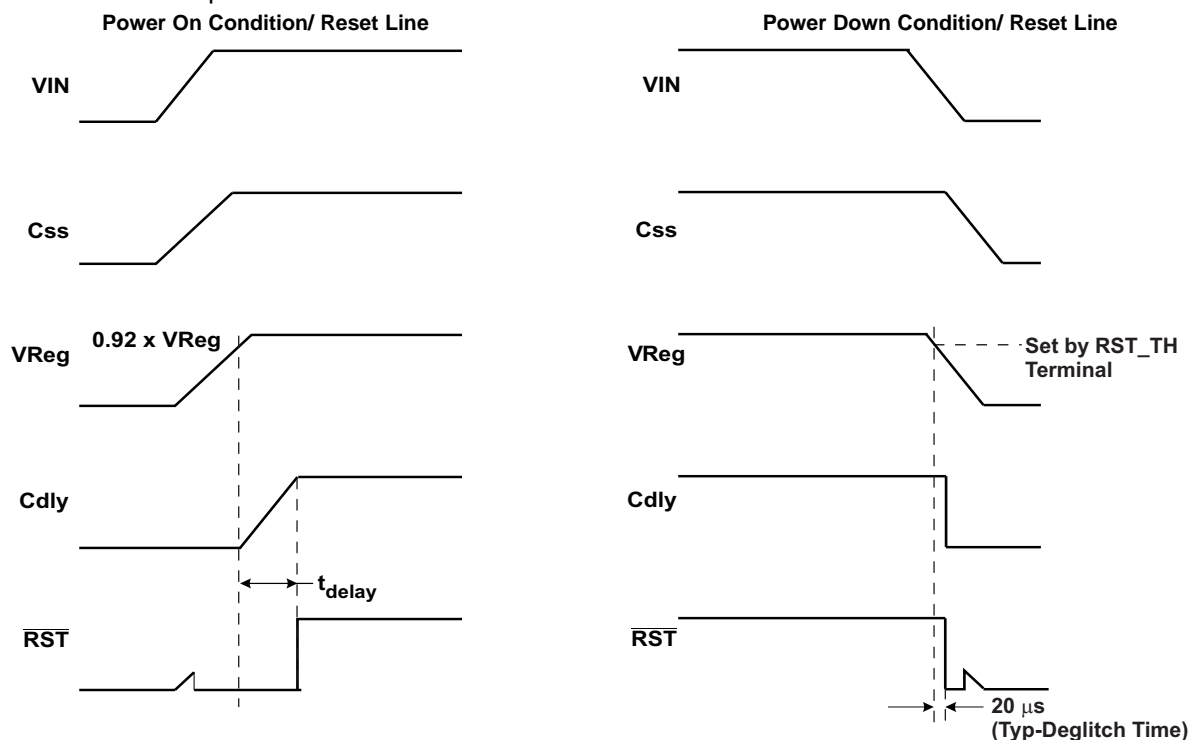 Power On Condition/ Reset Line
VIN
Css
0.92 x VReg
VReg
Cdly
tdelay
RST
Power Down Condition/ Reset Line
VIN
Css
VReg
Set by RST_TH
Terminal
Cdly
RST
20 μs
(Typ-Deglitch Time)